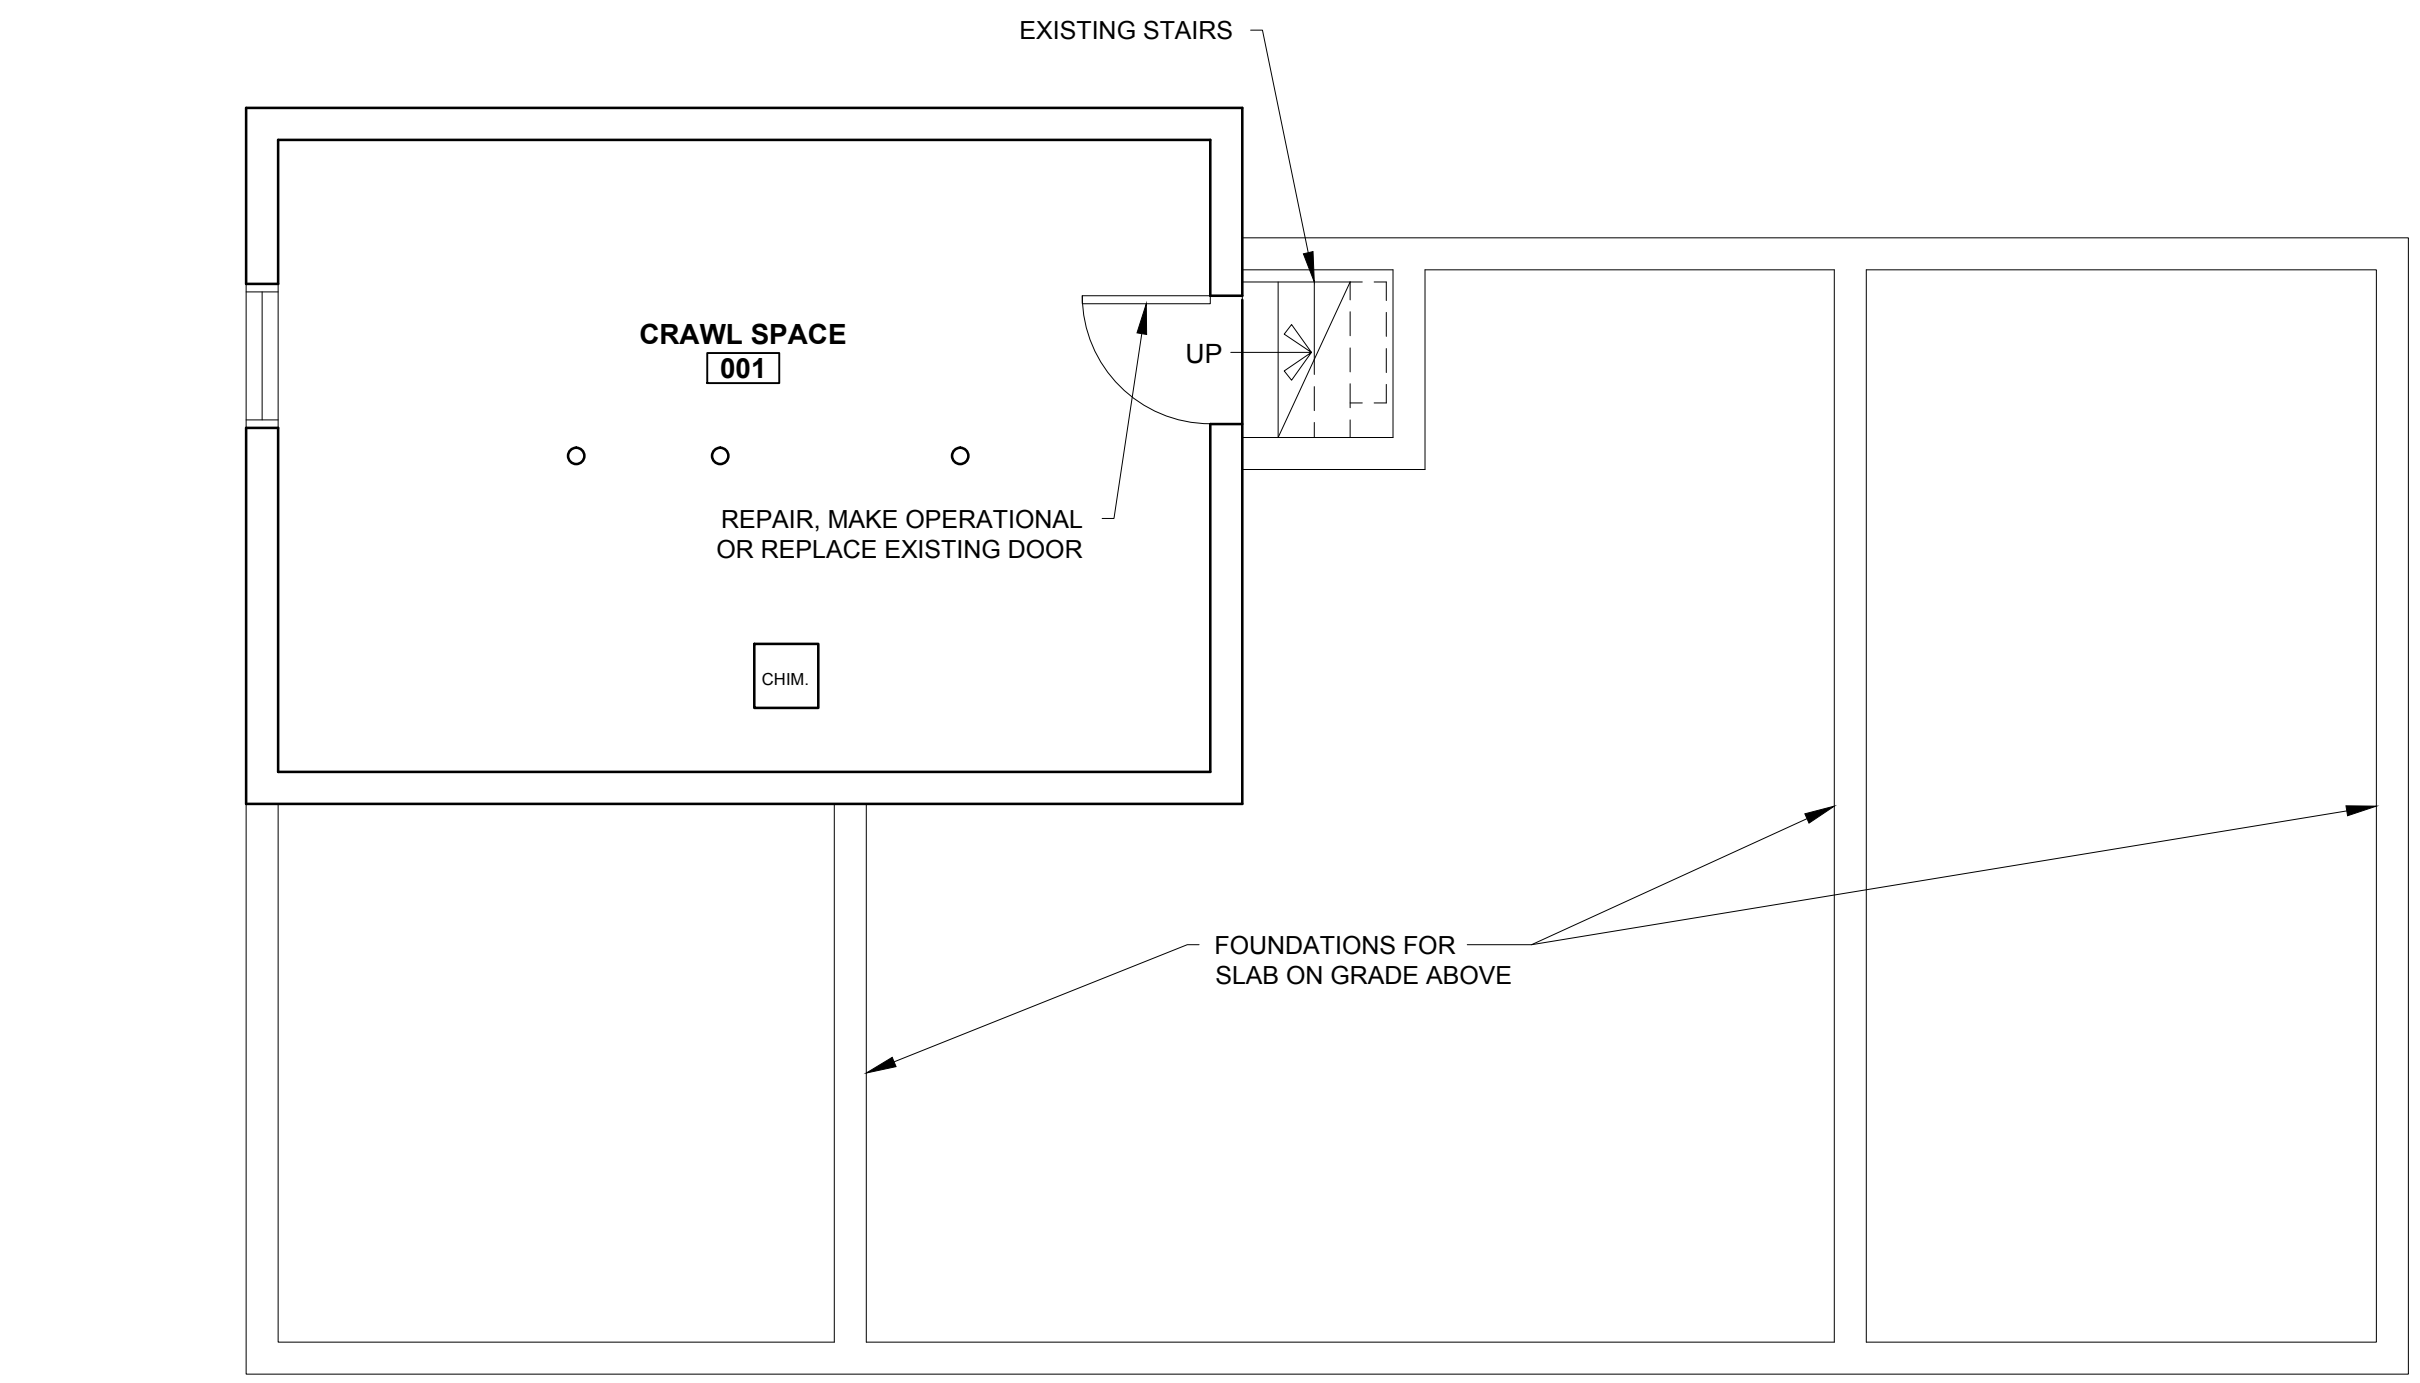 EXISTING STAIRS
CRAWL SPACE
001
UP
REPAIR, MAKE OPERATIONAL
OR REPLACE EXISTING DOOR
CHIM.
FOUNDATIONS FOR
SLAB ON GRADE ABOVE